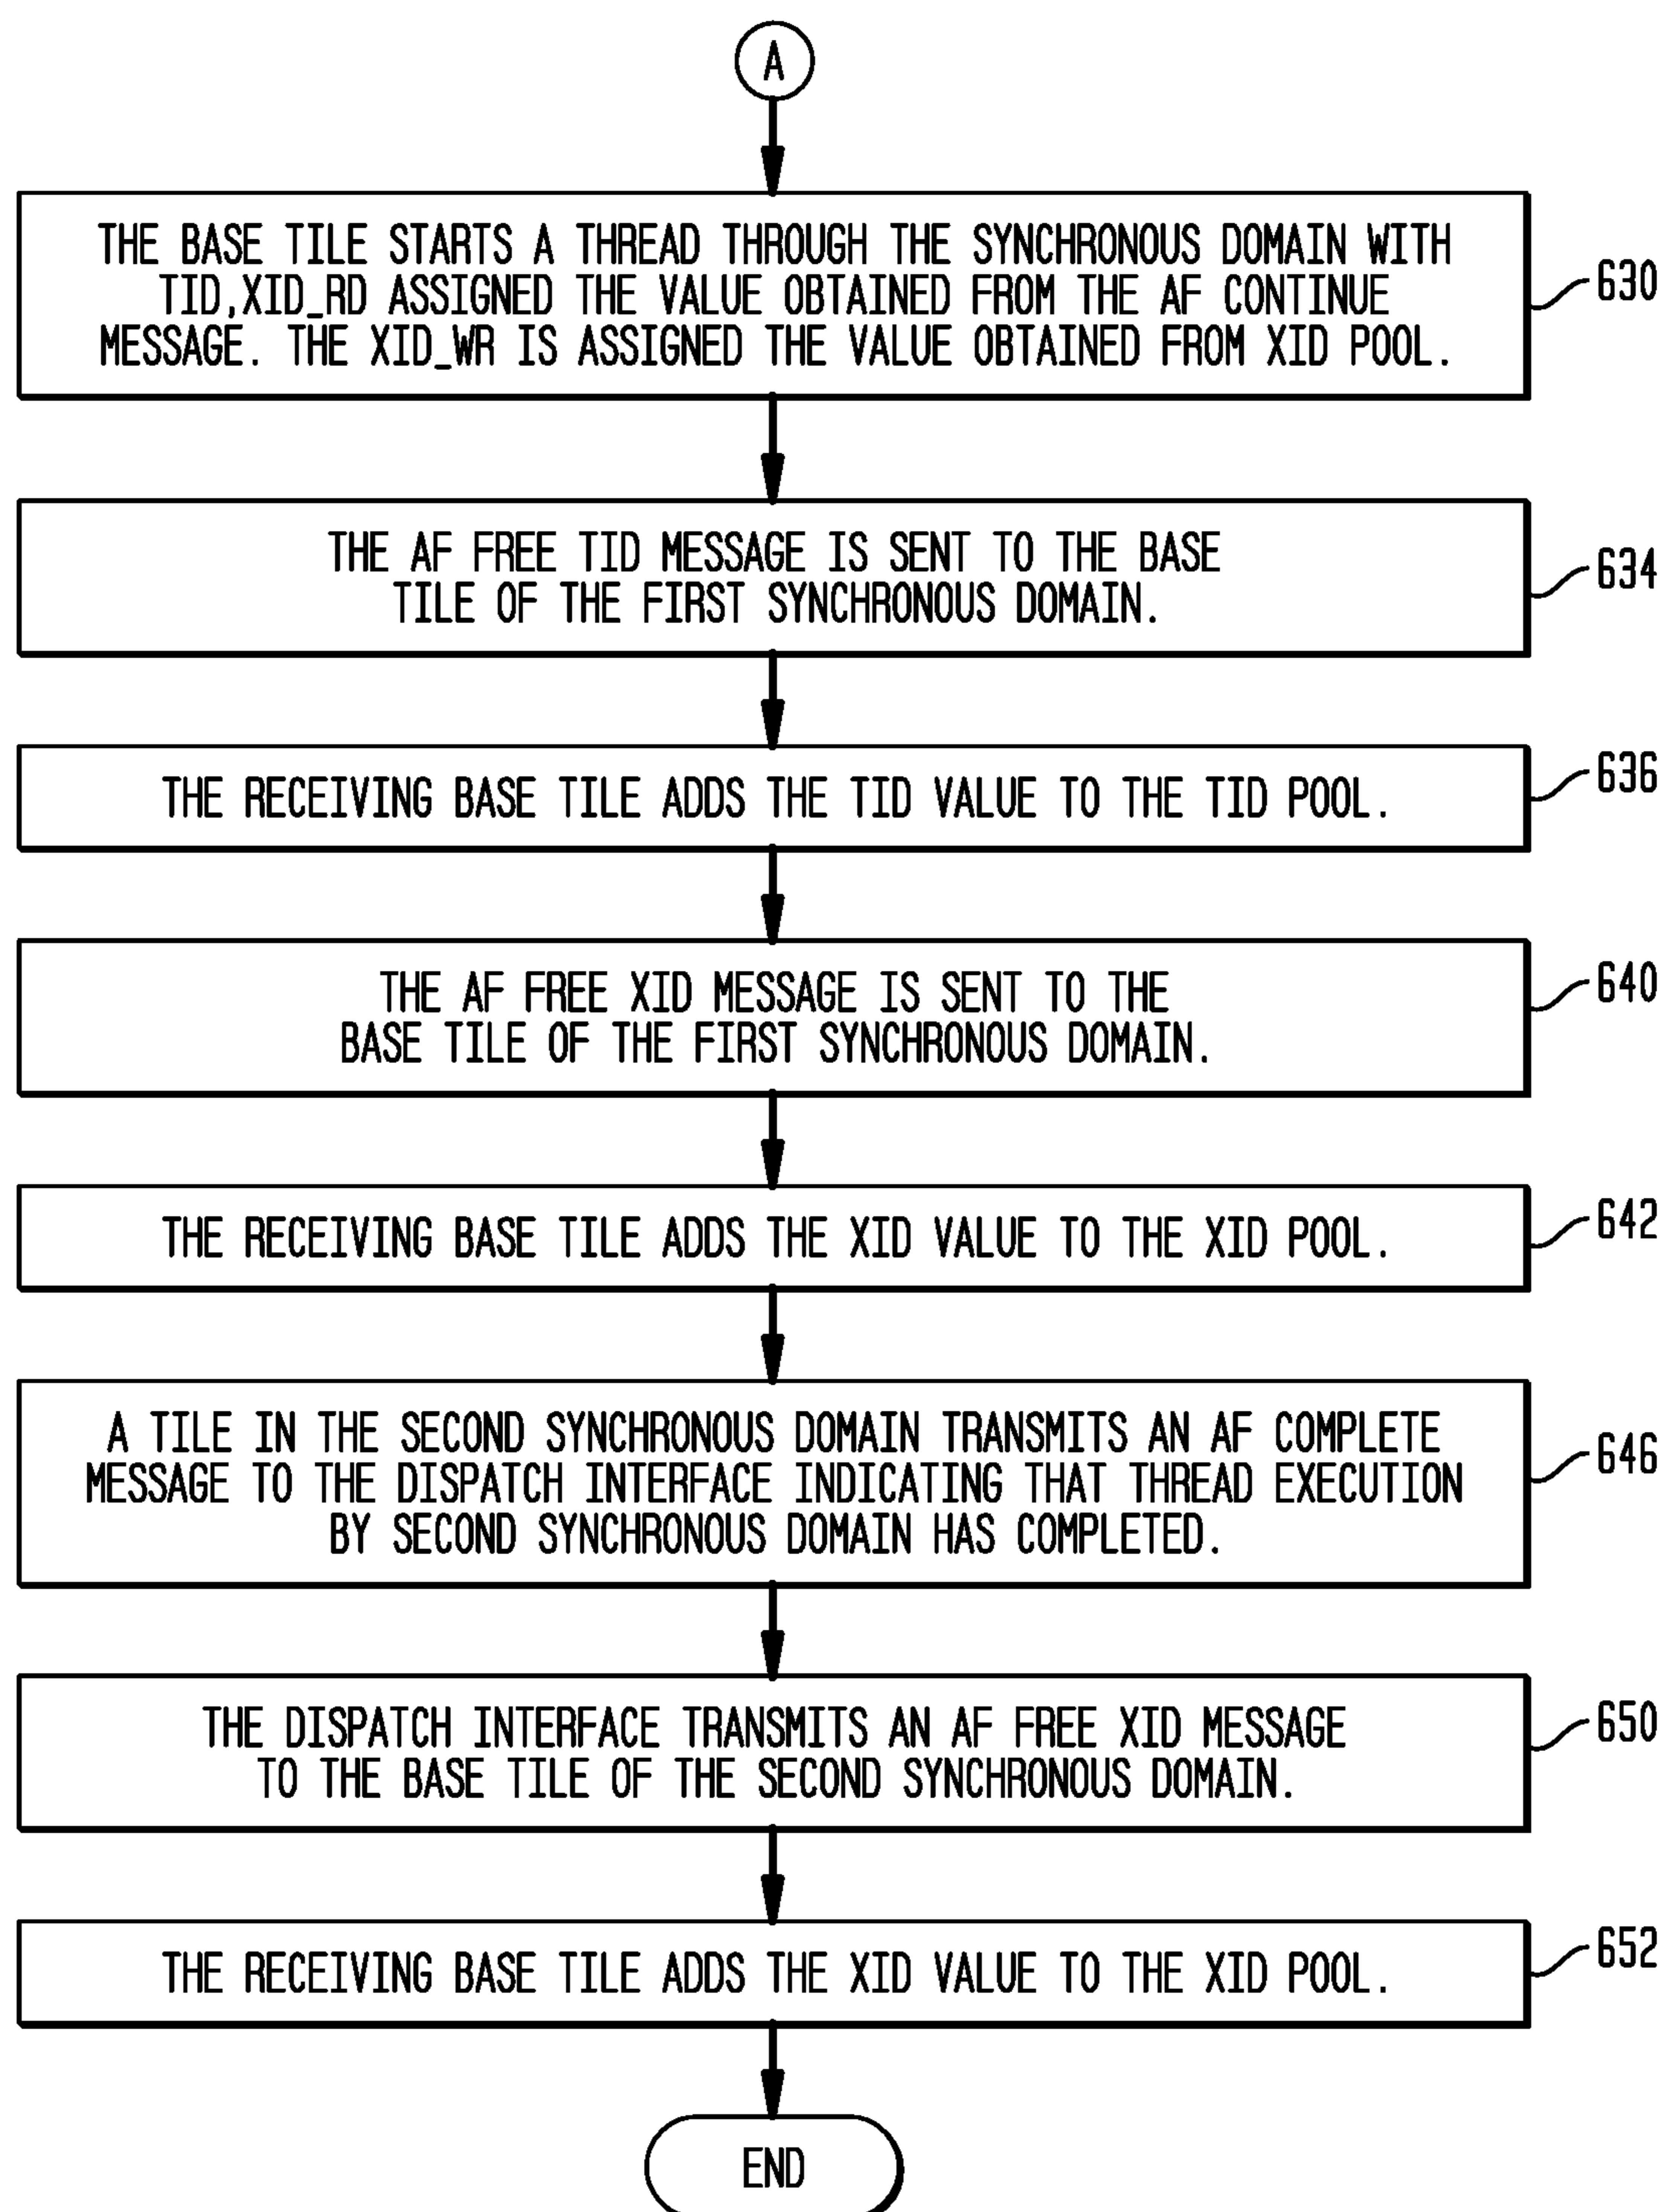 A
THE BASE TILE STARTS A THREAD THROUGH THE SYNCHRONOUS DOMAIN WITH
TID,XID_RD ASSIGNED THE VALUE OBTAINED FROM THE AF CONTINUE
MESSAGE. THE XID_WR IS ASSIGNED THE VALUE OBTAINED FROM XID POOL.
630
THE AF FREE TID MESSAGE IS SENT TO THE BASE
TILE OF THE FIRST SYNCHRONOUS DOMAIN.
634
THE RECEIVING BASE TILE ADDS THE TID VALUE TO THE TID POOL.
636
THE AF FREE XID MESSAGE IS SENT TO THE
BASE TILE OF THE FIRST SYNCHRONOUS DOMAIN.
640
THE RECEIVING BASE TILE ADDS THE XID VALUE TO THE XID POOL.
642
A TILE IN THE SECOND SYNCHRONOUS DOMAIN TRANSMITS AN AF COMPLETE
MESSAGE TO THE DISPATCH INTERFACE INDICATING THAT THREAD EXECUTION
BY SECOND SYNCHRONOUS DOMAIN HAS COMPLETED.
646
THE DISPATCH INTERFACE TRANSMITS AN AF FREE XID MESSAGE
TO THE BASE TILE OF THE SECOND SYNCHRONOUS DOMAIN.
650
THE RECEIVING BASE TILE ADDS THE XID VALUE TO THE XID POOL.
652
END